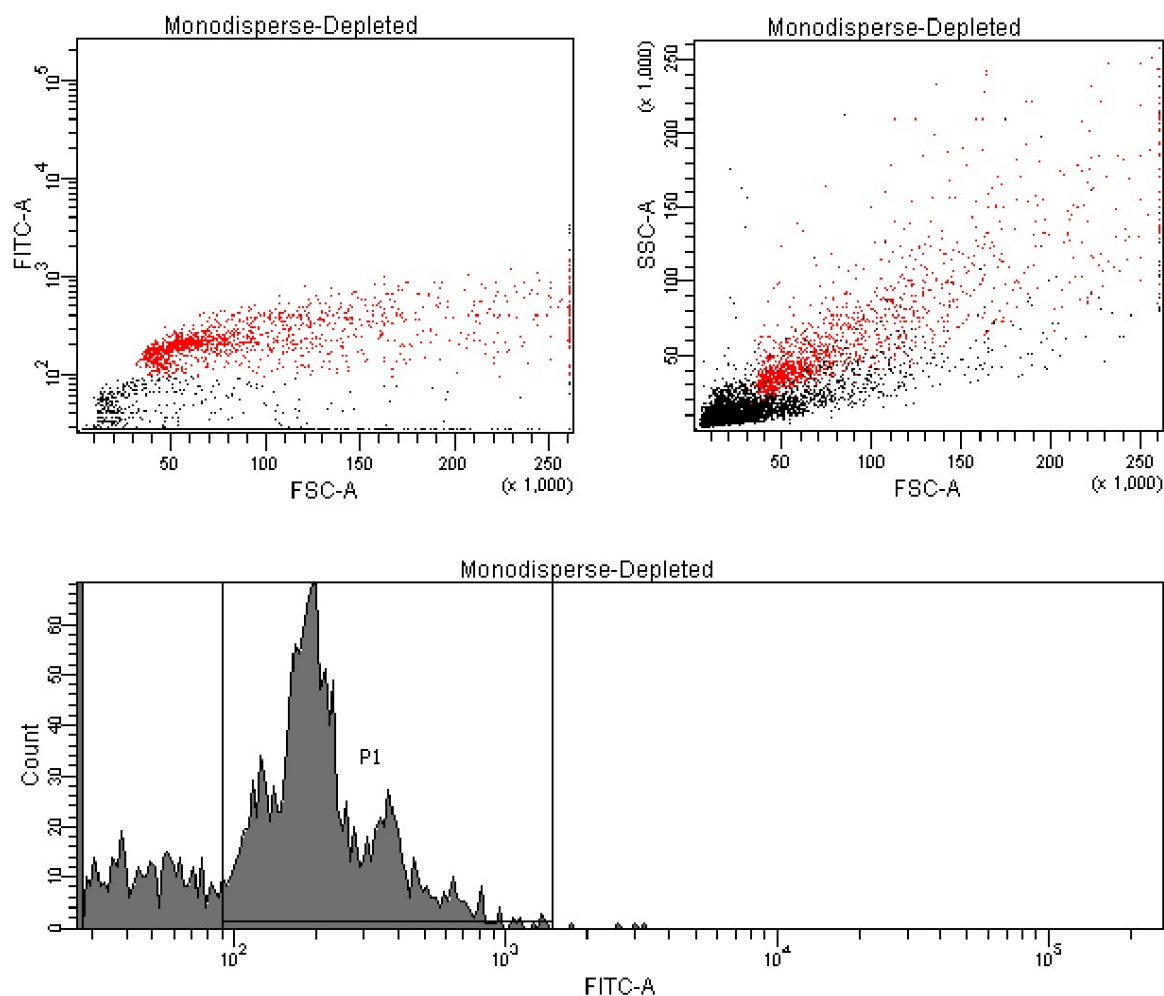 Monodisperse-Depleted
FITC-A
10^5
10^4
10^3
10^2
50 100 150 200 250
FSC-A (x 1,000)
Monodisperse-Depleted
SSC-A (x 1,000)
250
200
150
100
50
50 100 150 200 250
FSC-A (x 1,000)
Monodisperse-Depleted
Count
60
50
40
30
20
10
0
P1
10^2 10^3 10^4 10^5
FITC-A